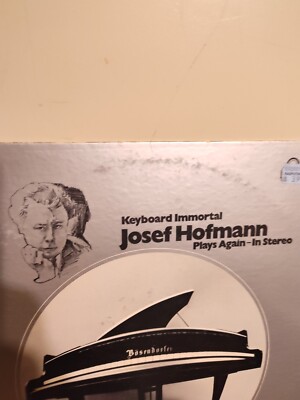 Keyboard Immortal
Josef Hofmann
Plays Again–In Stereo
Bösendorfer